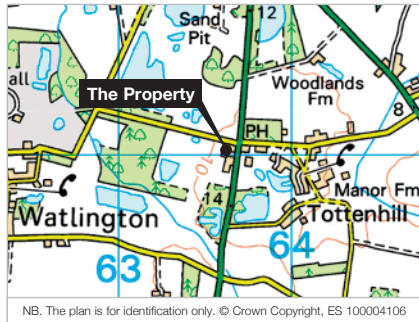 Sand
Pit
12
all
Woodlands
Fm
The Property
8
PH
10
14
Manor Fm
Watlington
Tottenhill
63
64
NB. The plan is for identification only. © Crown Copyright, ES 100004106